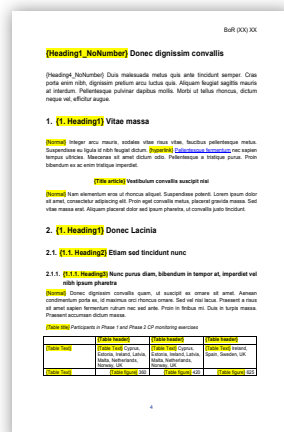 BoR (XX) XX
{Heading1_NoNumber} Donec dignissim convallis
{Heading4_NoNumber} Duis malesuada metus quis ante tincidunt semper. Cras
porta enim nibh, dignissim pretium arcu luctus quis. Aliquam feugiat sagittis mauris
at interdum. Pellentesque pulvinar dapibus mollis. Morbi ut tellus rhoncus, dictum
neque vel, efficitur augue.
1. {1. Heading1} Vitae massa
{Normal} Integer arcu mauris, sodales vitae risus vitae, faucibus pellentesque metus.
Suspendisse eu ligula id nibh feugiat dictum. {hyperlink} Pellentesque fermentum nec sapien
tempus ultricies. Maecenas sit amet dictum odio. Pellentesque a tristique purus. Proin
bibendum ex ac enim tristique imperdiet.
{Title article} Vestibulum convallis suscipit nisi
{Normal} Nam elementum eros ut rhoncus aliquet. Suspendisse potenti. Lorem ipsum dolor
sit amet, consectetur adipiscing elit. Proin eget convallis metus, placerat gravida massa. Sed
vitae massa erat. Aliquam placerat dolor sed ipsum pharetra, ut convallis justo tincidunt.
2. {1. Heading1} Donec Lacinia
2.1. {1.1. Heading2} Etiam sed tincidunt nunc
2.1.1. {1.1.1. Heading3} Nunc purus diam, bibendum in tempor at, imperdiet vel
nibh ipsum pharetra
{Normal} Donec dignissim convallis quam, ut suscipit ex ornare sit amet. Aenean
condimentum porta ex, id maximus orci rhoncus ornare. Sed vel nisi lacus. Praesent a risus
sit amet sapien fermentum rutrum nec sed ante. Proin in finibus mi. Duis in turpis massa.
Praesent accumsan dictum massa.
{Table title} Participants in Phase 1 and Phase 2 CP monitoring exercises
{Table header} {Table header} {Table header}
{Table Text} {Table Text} Cyprus, {Table Text} Cyprus, {Table Text} Ireland,
Estonia, Ireland, Latvia, Estonia, Ireland, Latvia, Spain, Sweden, UK
Malta, Netherlands, Malta, Netherlands,
Norway, UK Norway, UK
{Table Text} {Table figure} 360 {Table figure} 420 {Table figure} 625
4